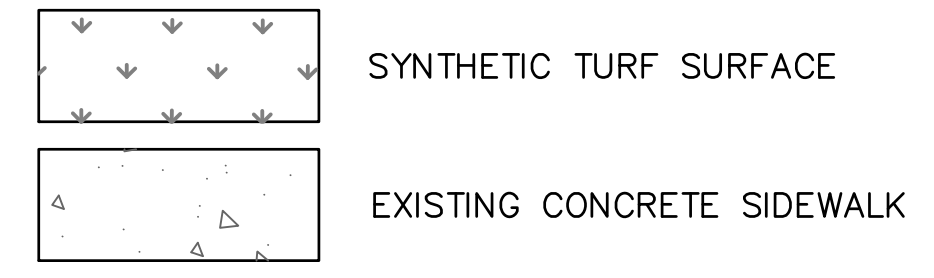 SYNTHETIC TURF SURFACE
EXISTING CONCRETE SIDEWALK